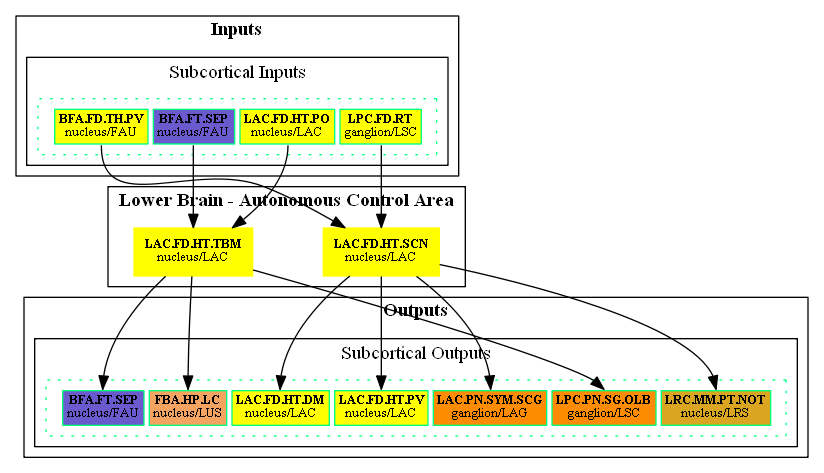 Inputs
Subcortical Inputs
BFA.FD.TH.PV
nucleus/FAU
BFA.FT.SEP
nucleus/FAU
LAC.FD.HT.PO
nucleus/LAC
LPC.FD.RT
ganglion/LSC
Lower Brain - Autonomous Control Area
LAC.FD.HT.TBM
nucleus/LAC
LAC.FD.HT.SCN
nucleus/LAC
Outputs
Subcortical Outputs
BFA.FT.SEP
nucleus/FAU
FBA.HP.LC
nucleus/LUS
LAC.FD.HT.DM
nucleus/LAC
LAC.FD.HT.PV
nucleus/LAC
LAC.PN.SYM.SCG
ganglion/LAG
LPC.PN.SG.OLB
ganglion/LSC
LRC.MM.PT.NOT
nucleus/LRS